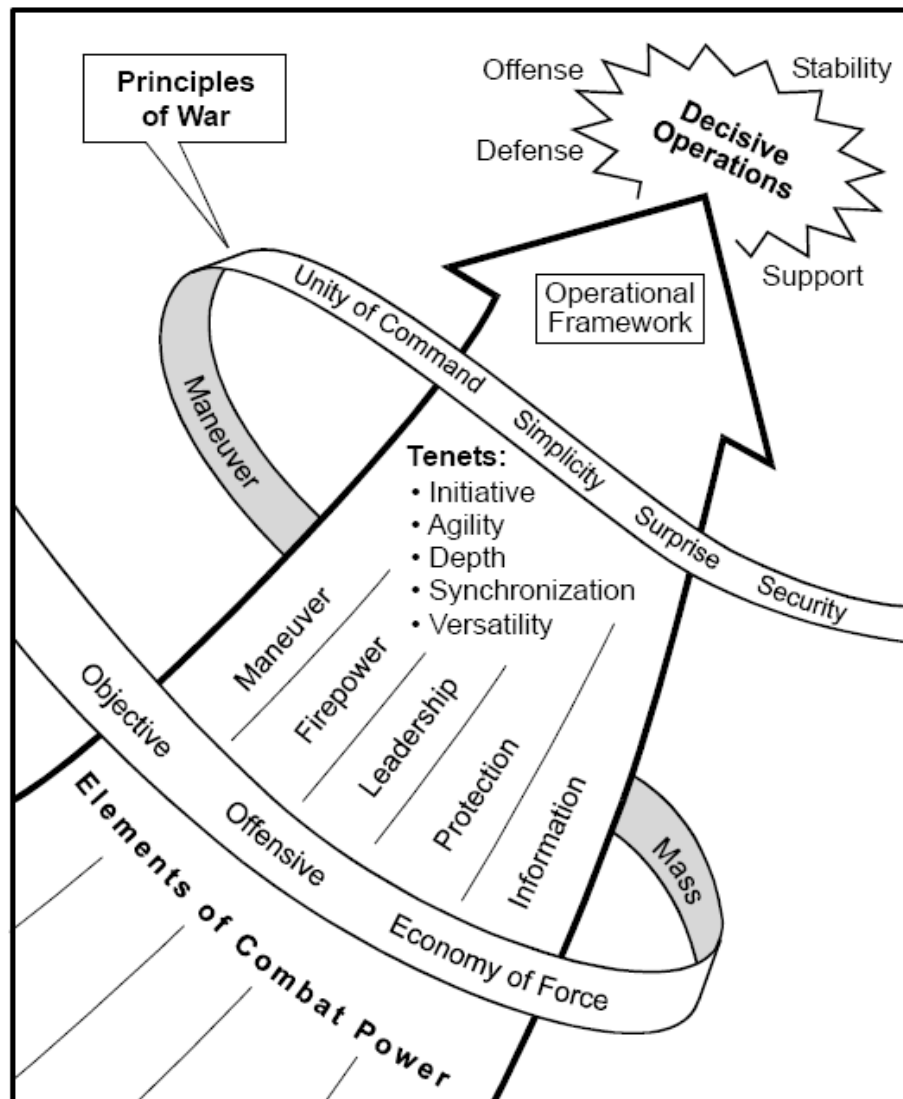 Principles
of War
Offense
Stability
Defense
Decisive
Operations
Support
Operational
Framework
Unity of Command
Simplicity
Surprise
Security
Maneuver
Tenets:
• Initiative
• Agility
• Depth
• Synchronization
• Versatility
Maneuver
Firepower
Leadership
Protection
Information
Mass
Objective
Offensive
Economy of Force
Elements of Combat Power